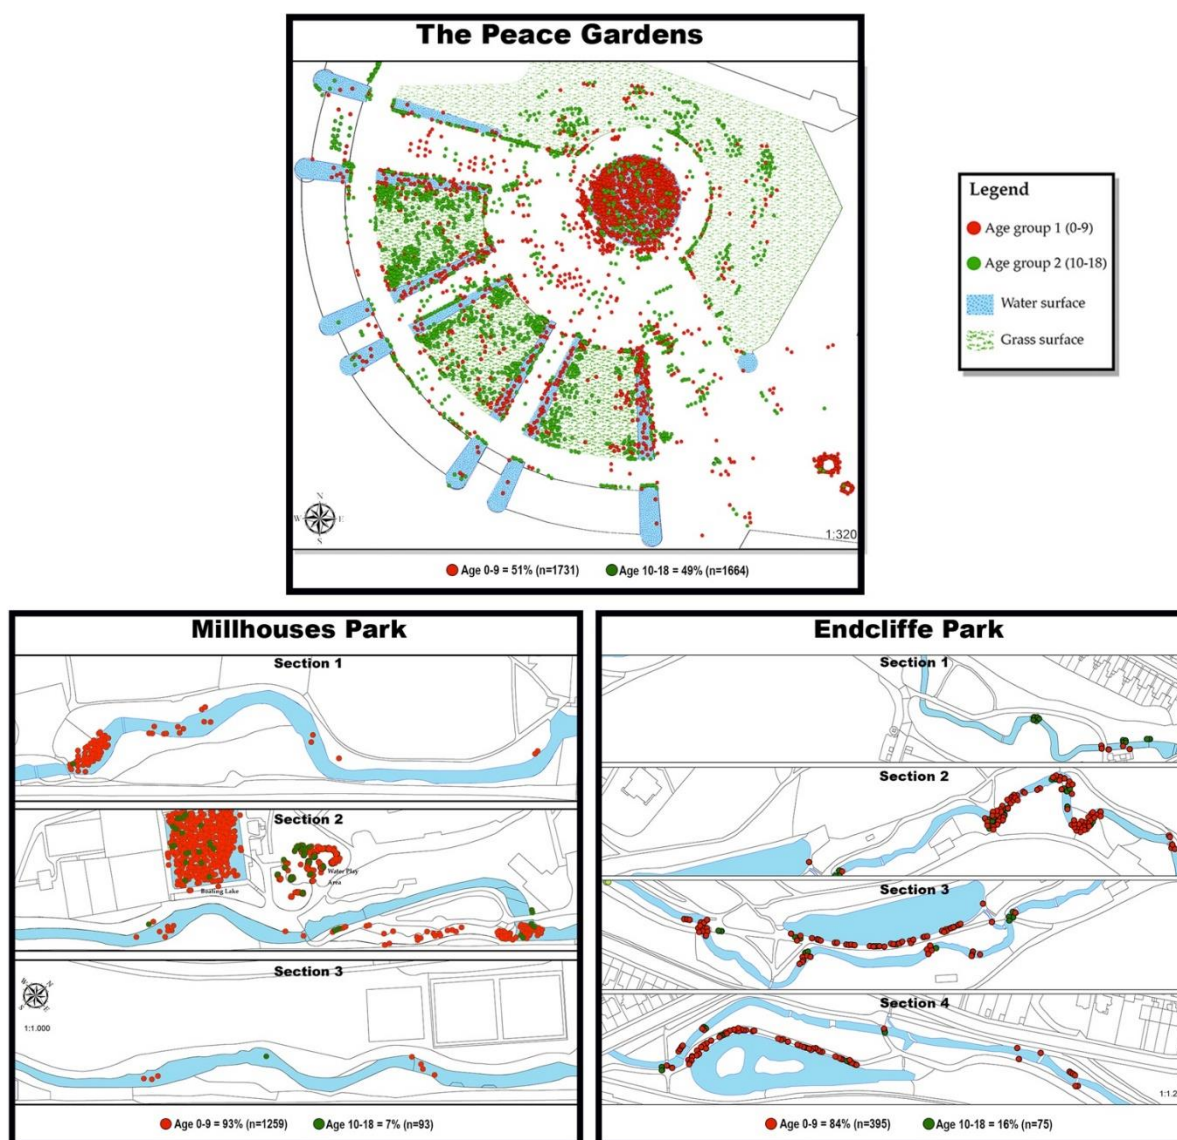 The Peace Gardens
N
W E
S
1:320
Age 0-9 = 51% (n=1731) Age 10-18 = 49% (n=1664)
Legend
Age group 1 (0-9)
Age group 2 (10-18)
Water surface
Grass surface
Millhouses Park
Section 1
Section 2
Boating Lake
Water Play
Area
Section 3
W N
S E
1:1.000
Age 0-9 = 93% (n=1259) Age 10-18 = 7% (n=93)
Endcliffe Park
Section 1
Section 2
Section 3
Section 4
1:1.2
Age 0-9 = 84% (n=395) Age 10-18 = 16% (n=75)